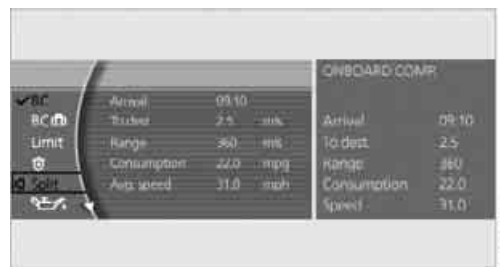 BC
BC
Limit
Split
Arrival 09:10
To dest 2.5 mls
Range 360 mls
Consumption 22.0 mpg
Avg. speed 31.0 mph
ONBOARD COMP.
Arrival 09:10
To dest. 2.5
Range 360
Consumption 22.0
Speed 31.0